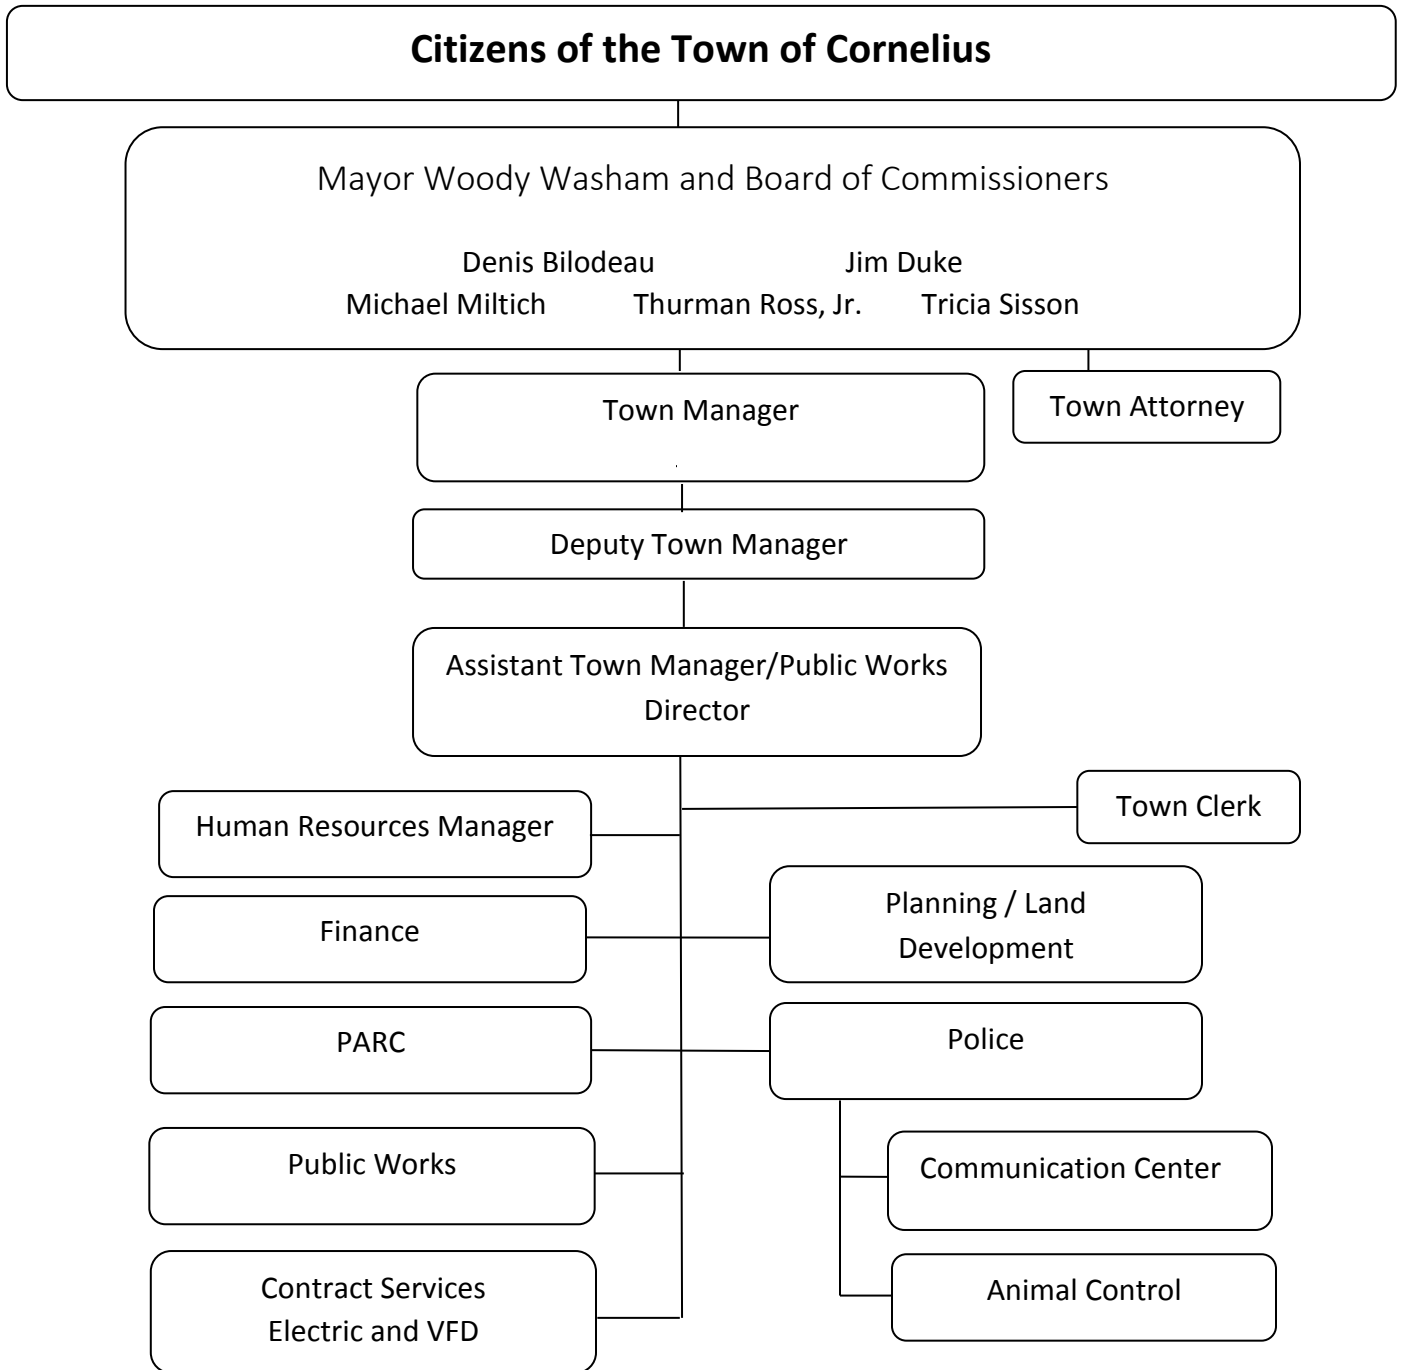 Citizens of the Town of Cornelius
Mayor Woody Washam and Board of Commissioners
Denis Bilodeau Jim Duke
Michael Miltich Thurman Ross, Jr. Tricia Sisson
Town Manager
Town Attorney
Deputy Town Manager
Assistant Town Manager/Public Works
Director
Town Clerk
Human Resources Manager
Finance
Planning / Land
Development
PARC
Police
Public Works
Communication Center
Contract Services
Electric and VFD
Animal Control